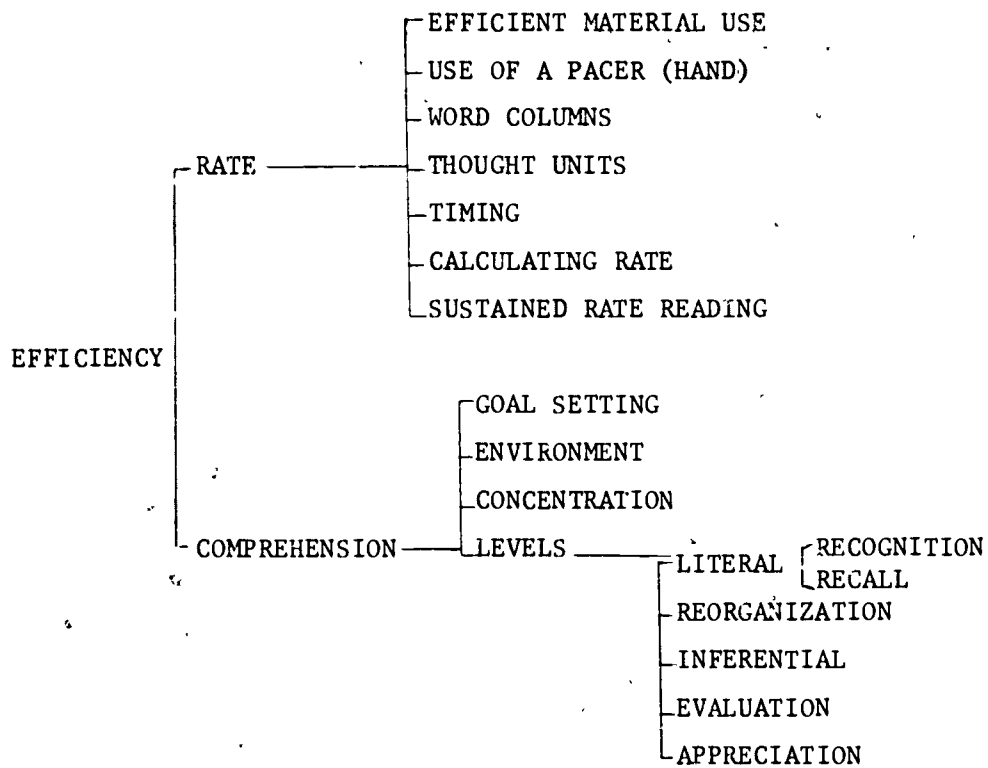 EFFICIENT MATERIAL USE
USE OF A PACER (HAND)
WORD COLUMNS
RATE
THOUGHT UNITS
TIMING
CALCULATING RATE
SUSTAINED RATE READING
EFFICIENCY
GOAL SETTING
ENVIRONMENT
CONCENTRATION
COMPREHENSION
LEVELS
LITERAL
RECOGNITION
RECALL
REORGANIZATION
INFERENTIAL
EVALUATION
APPRECIATION